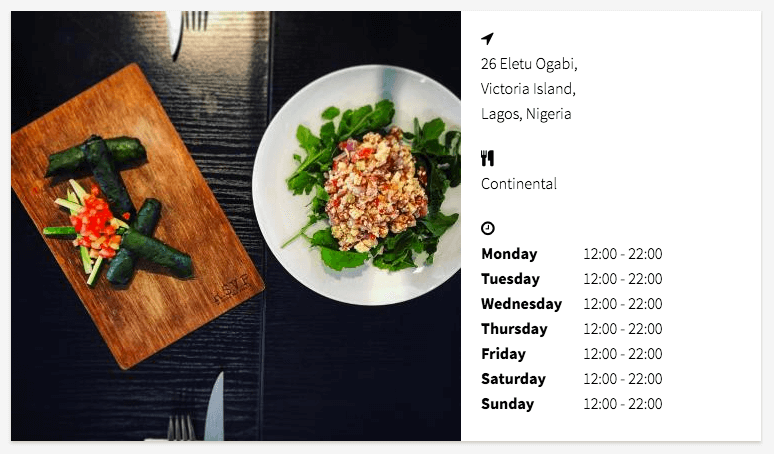 R.S.V.P
26 Eletu Ogabi,
Victoria Island,
Lagos, Nigeria
Continental
Monday 12:00 - 22:00
Tuesday 12:00 - 22:00
Wednesday 12:00 - 22:00
Thursday 12:00 - 22:00
Friday 12:00 - 22:00
Saturday 12:00 - 22:00
Sunday 12:00 - 22:00